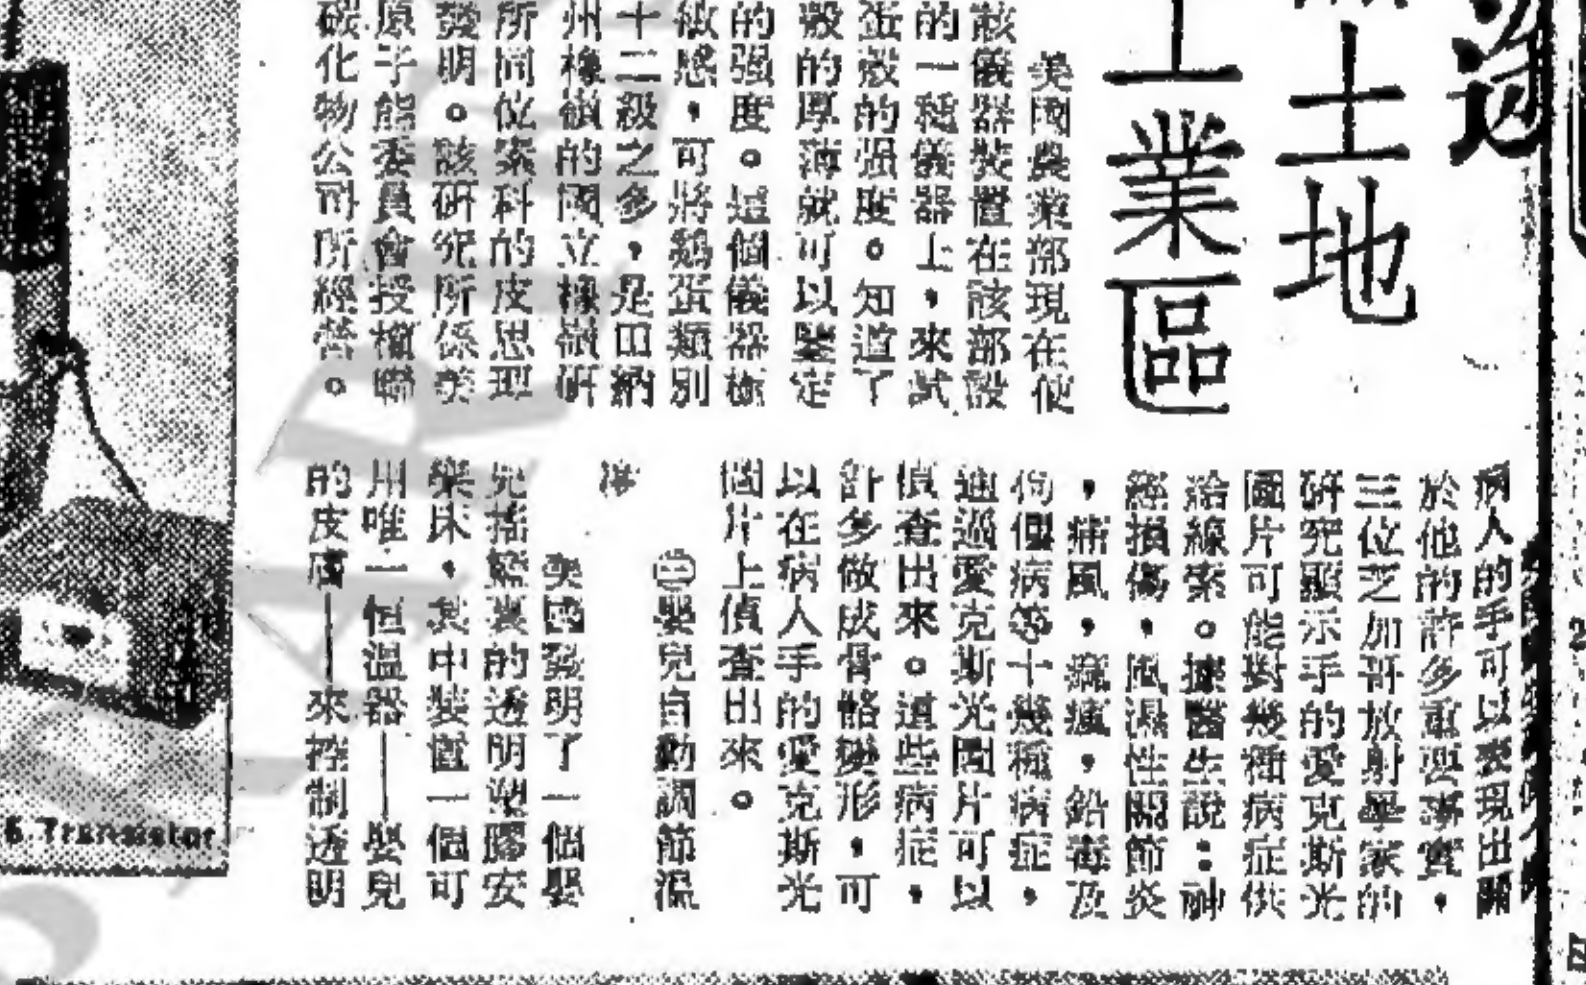 土地
工業區
美國農業部現在使
該儀器裝置在該部設
的一種儀器上，來試
蛋殼的强度。知道了
殼的厚薄就可以鑒定
的强度。這個儀器極
敏感，可將鷄蛋類別
十二級之多，是田納
州橡嶺的國立橡嶺研
所同位素科的皮思理
發明。該研究所係美
原子能委員會授權聯
碳化物公司所經營。
病人的手可以表現出關
於他的許多重要事實，
三位芝加哥放射學家的
研究顯示手的愛克斯光
圖片可能對幾種病症供
給線索。據醫生說：神
經損傷，風濕性關節炎
，痛風，痲瘋，鉛毒及
佝僂病等十幾種病症，
通過愛克斯光圖片可以
偵查出來。這些病症，
許多做成骨骼變形，可
以在病人手的愛克斯光
圖片上偵查出來。
㊂嬰兒自動調節溫
床
美國發明了一個嬰
兒搖籃裏的透明塑膠安
樂床，其中裝置一個可
用唯一恒溫器——嬰兒
的皮膚——來控制透明
6 Transistor